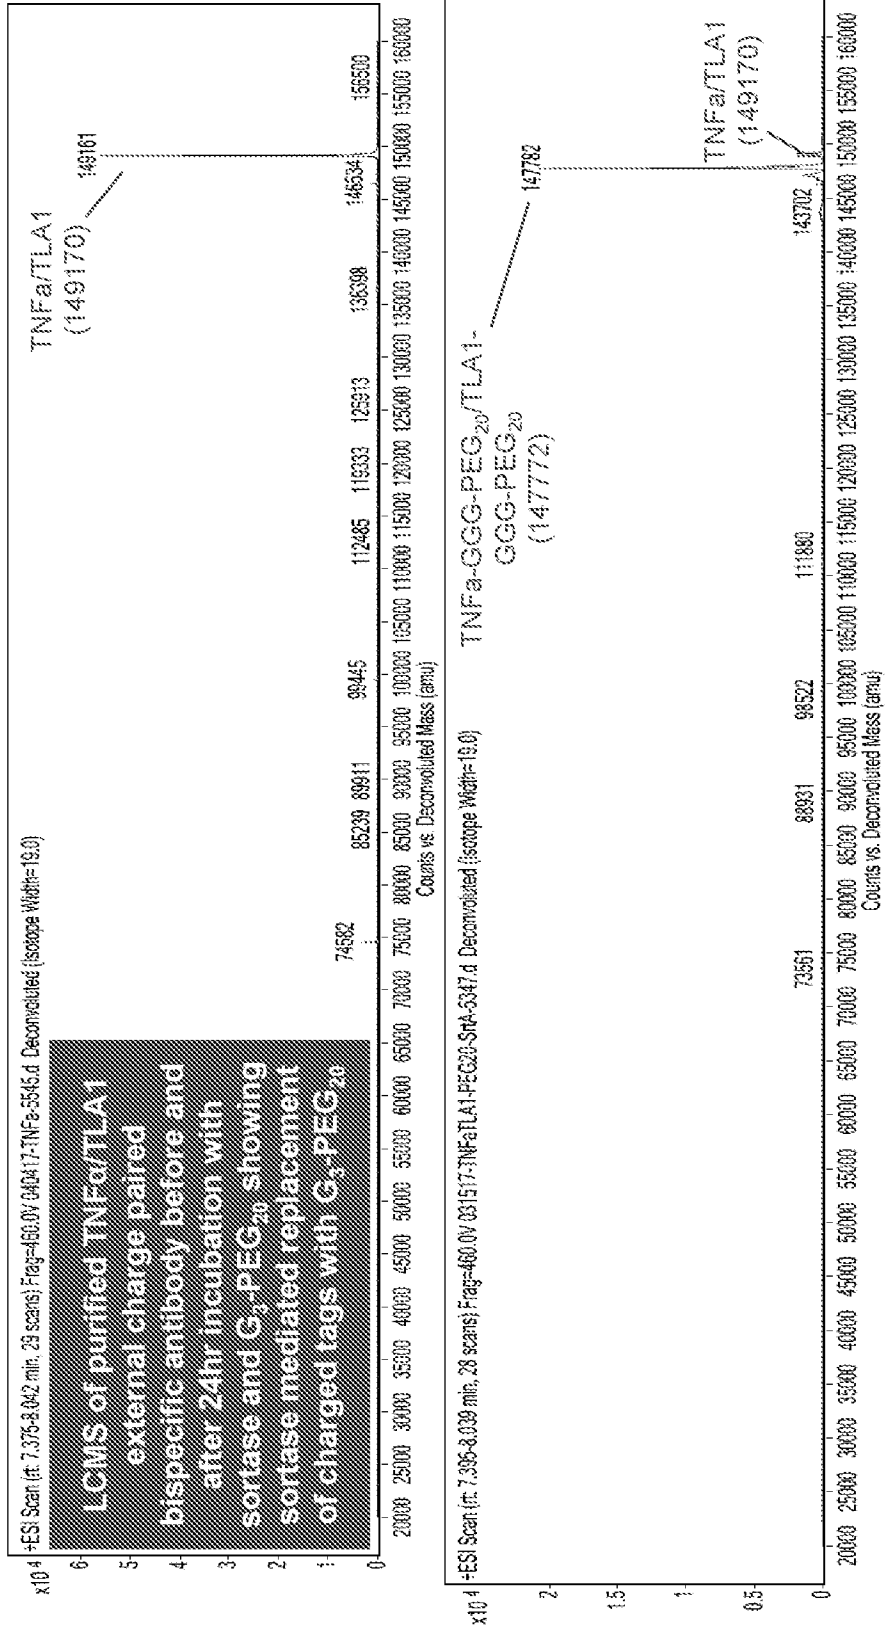 x10 4
+ESI Scan (rt: 7.375-8.042 min, 29 scans) Frag=460.0V 040417-TNFa-5545.d Deconvoluted (Isotope Width=19.0)
LCMS of purified TNFα/TLA1
external charge paired
bispecific antibody before and
after 24hr incubation with
sortase and G3-PEG20 showing
sortase mediated replacement
of charged tags with G3-PEG20
TNFa/TLA1
(149170)
74582
85239
89911
99445
112485
119333
125913
136398
146534
149161
156500
6
5
4
3
2
1
0
20000 25000 30000 35000 40000 45000 50000 55000 60000 65000 70000 75000 80000 85000 90000 95000 100000 105000 110000 115000 120000 125000 130000 135000 140000 145000 150000 155000 160000
Counts vs. Deconvoluted Mass (amu)
x10 4
+ESI Scan (rt: 7.395-8.039 min, 28 scans) Frag=460.0V 031517-TNFaTLA1-PEG20-SrtA-5347.d Deconvoluted (Isotope Width=19.0)
TNFa-GGG-PEG20/TLA1-
GGG-PEG20
(147772)
TNFa/TLA1
(149170)
73561
88931
98522
111880
143702
147782
2
1.5
1
0.5
0
20000 25000 30000 35000 40000 45000 50000 55000 60000 65000 70000 75000 80000 85000 90000 95000 100000 105000 110000 115000 120000 125000 130000 135000 140000 145000 150000 155000 160000
Counts vs. Deconvoluted Mass (amu)